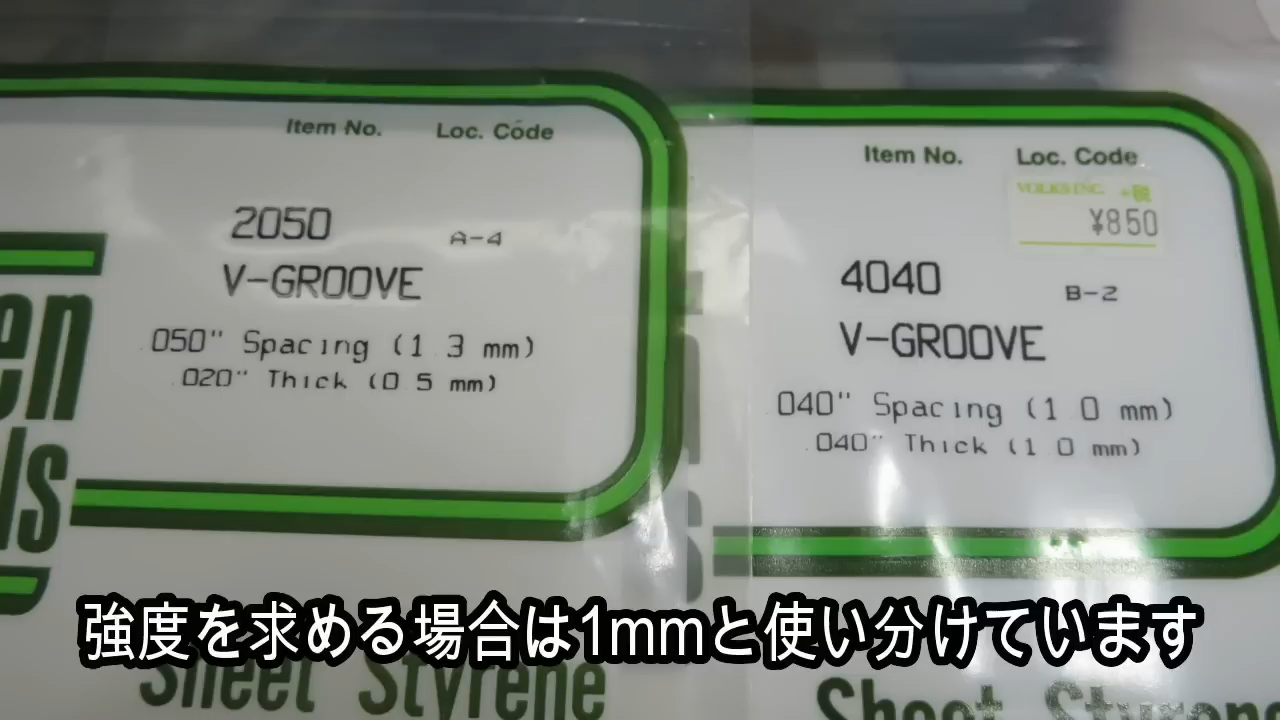 Item No. Loc. Code
2050 A-4
V-GROOVE
.050" Spacing (1.3 mm)
.020" Thick (0.5 mm)
en
ls
Sheet Styrene
Item No. Loc. Code
VOLKS INC. +税
¥850
4040 B-2
V-GROOVE
.040" Spacing (1.0 mm)
.040" Thick (1.0 mm)
Sheet Styrene
強度を求める場合は1mmと使い分けています